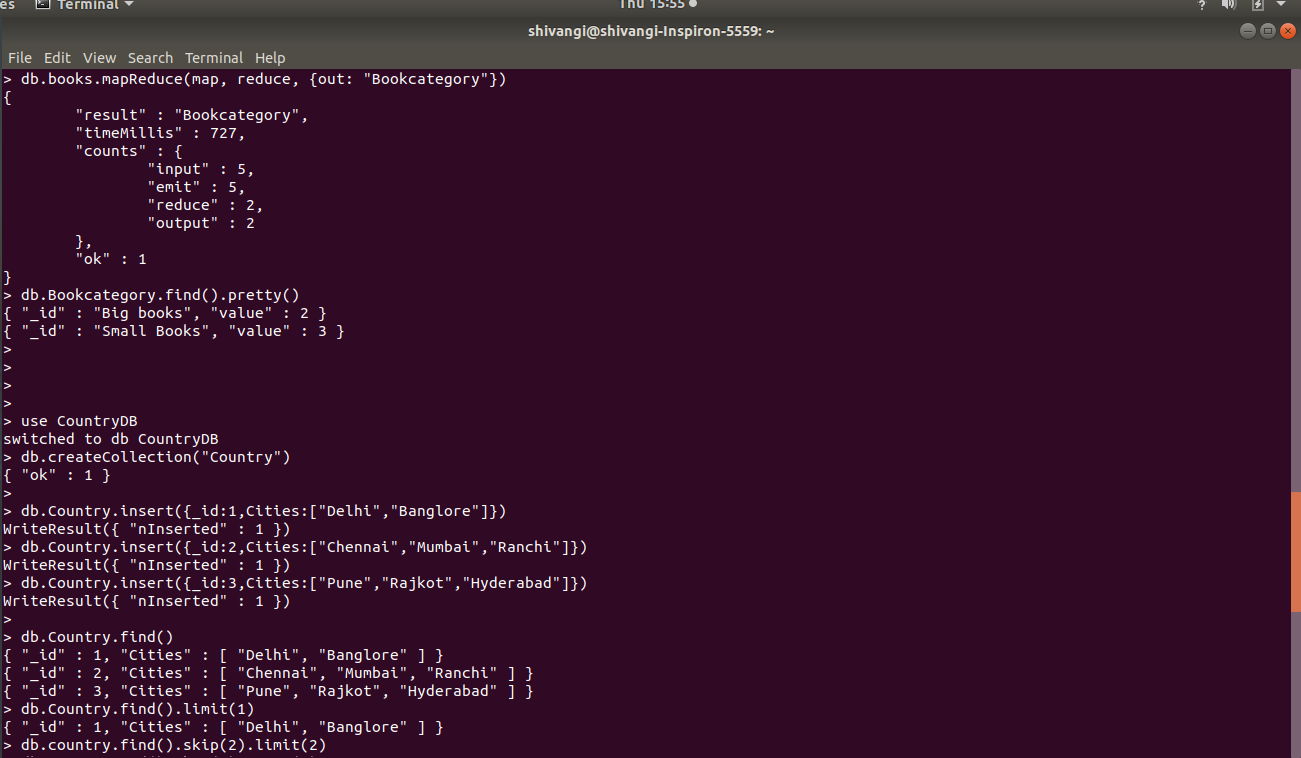 es Terminal Thu 15:55
shivangi@shivangi-Inspiron-5559: ~
File Edit View Search Terminal Help
> db.books.mapReduce(map, reduce, {out: "Bookcategory"})
{
"result" : "Bookcategory",
"timeMillis" : 727,
"counts" : {
"input" : 5,
"emit" : 5,
"reduce" : 2,
"output" : 2
},
"ok" : 1
}
> db.Bookcategory.find().pretty()
{ "_id" : "Big books", "value" : 2 }
{ "_id" : "Small Books", "value" : 3 }
>
>
>
>
> use CountryDB
switched to db CountryDB
> db.createCollection("Country")
{ "ok" : 1 }
>
> db.Country.insert({_id:1,Cities:["Delhi","Banglore"]})
WriteResult({ "nInserted" : 1 })
> db.Country.insert({_id:2,Cities:["Chennai","Mumbai","Ranchi"]})
WriteResult({ "nInserted" : 1 })
> db.Country.insert({_id:3,Cities:["Pune","Rajkot","Hyderabad"]})
WriteResult({ "nInserted" : 1 })
>
> db.Country.find()
{ "_id" : 1, "Cities" : [ "Delhi", "Banglore" ] }
{ "_id" : 2, "Cities" : [ "Chennai", "Mumbai", "Ranchi" ] }
{ "_id" : 3, "Cities" : [ "Pune", "Rajkot", "Hyderabad" ] }
> db.Country.find().limit(1)
{ "_id" : 1, "Cities" : [ "Delhi", "Banglore" ] }
> db.country.find().skip(2).limit(2)